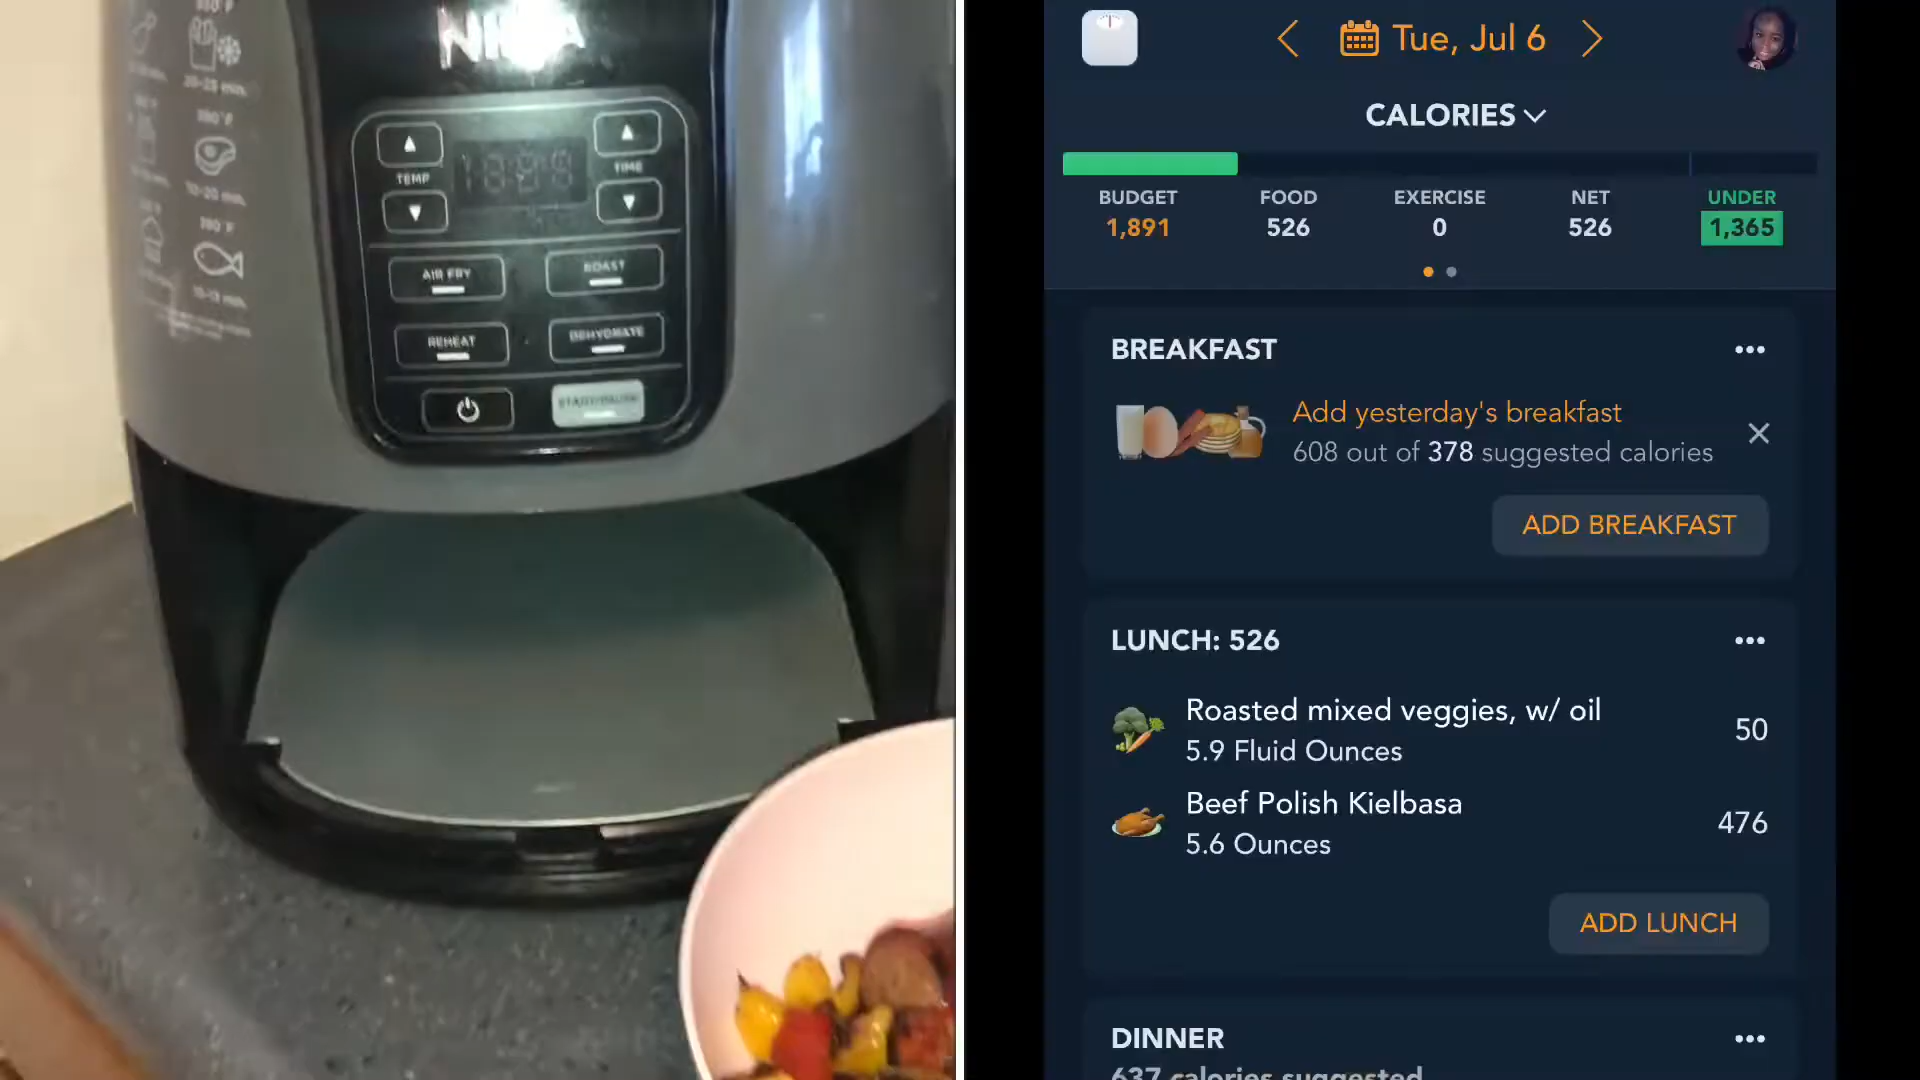 TEMP
TIME
AIR FRY
ROAST
REHEAT
DEHYDRATE
START/PAUSE
Tue, Jul 6
CALORIES
BUDGET
FOOD
EXERCISE
NET
UNDER
1,891
526
0
526
1,365
BREAKFAST
Add yesterday's breakfast
608 out of 378 suggested calories
ADD BREAKFAST
LUNCH: 526
Roasted mixed veggies, w/ oil
50
5.9 Fluid Ounces
Beef Polish Kielbasa
476
5.6 Ounces
ADD LUNCH
DINNER
637 calories suggested